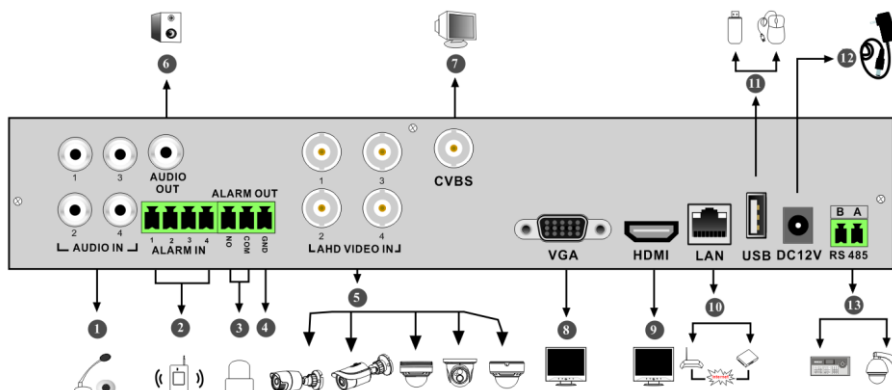 6
7
11
12
1
3
AUDIO
OUT
2
4
AUDIO IN
ALARM OUT
1 2 3 4
ALARM IN
NO COM GND
1
3
CVBS
2
4
AHD VIDEO IN
VGA
HDMI
LAN
USB
DC12V
B A
RS 485
1
2
3
4
5
8
9
10
13
Internet